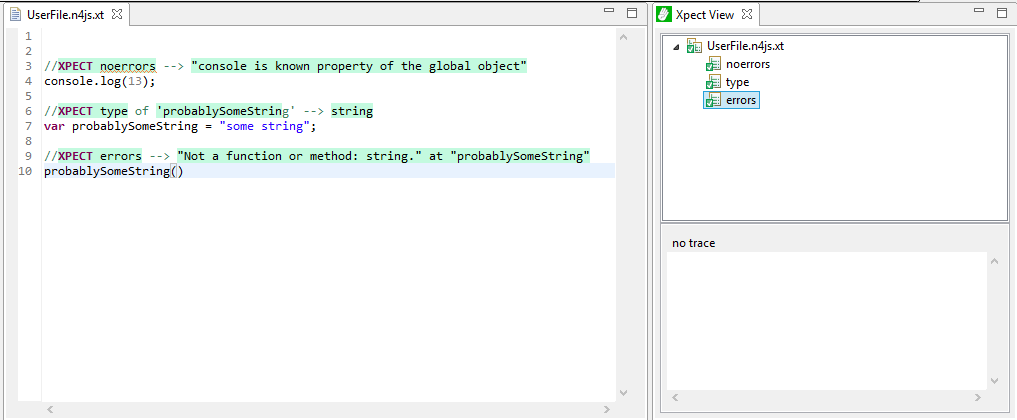 UserFile.n4js.xt
1
2
3 //XPECT noerrors --> "console is known property of the global object"
4 console.log(13);
5
6 //XPECT type of 'probablySomeString' --> string
7 var probablySomeString = "some string";
8
9 //XPECT errors --> "Not a function or method: string." at "probablySomeString"
10 probablySomeString()
Xpect View
UserFile.n4js.xt
noerrors
type
errors
no trace